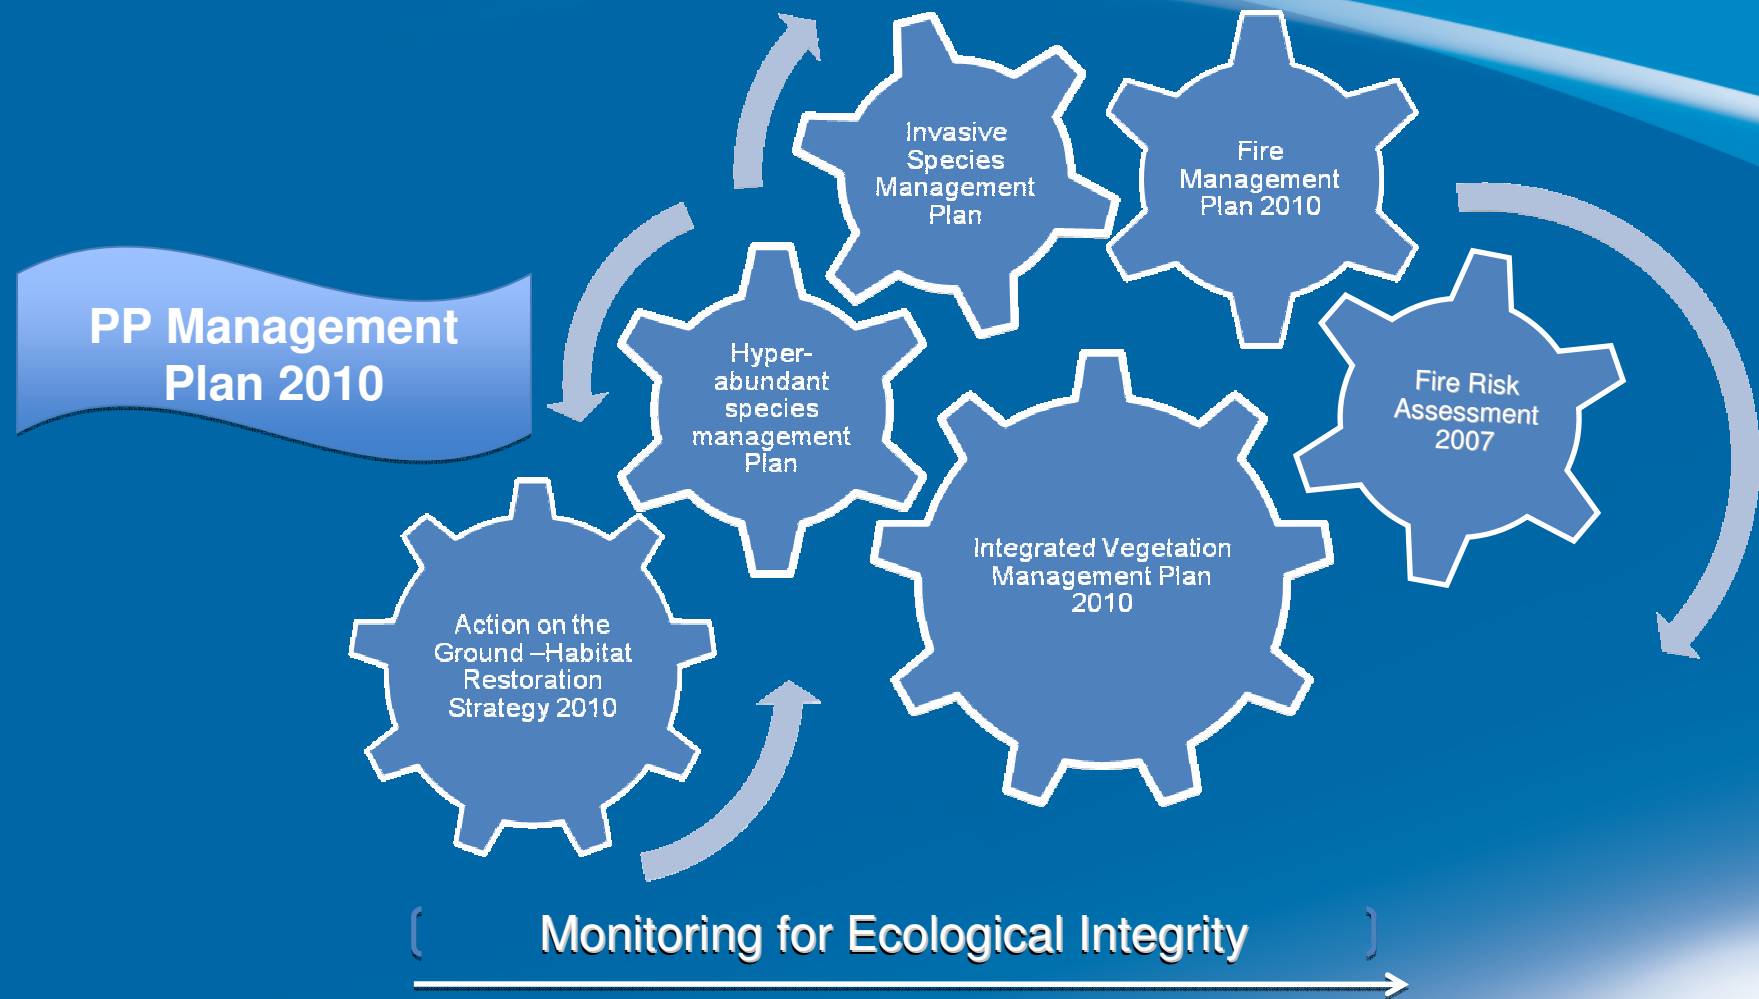 Invasive
Species
Management
Plan
Fire
Management
Plan 2010
PP Management
Plan 2010
Hyper-
abundant
species
management
Plan
Fire Risk
Assessment
2007
Integrated Vegetation
Management Plan
2010
Action on the
Ground –Habitat
Restoration
Strategy 2010
Monitoring for Ecological Integrity